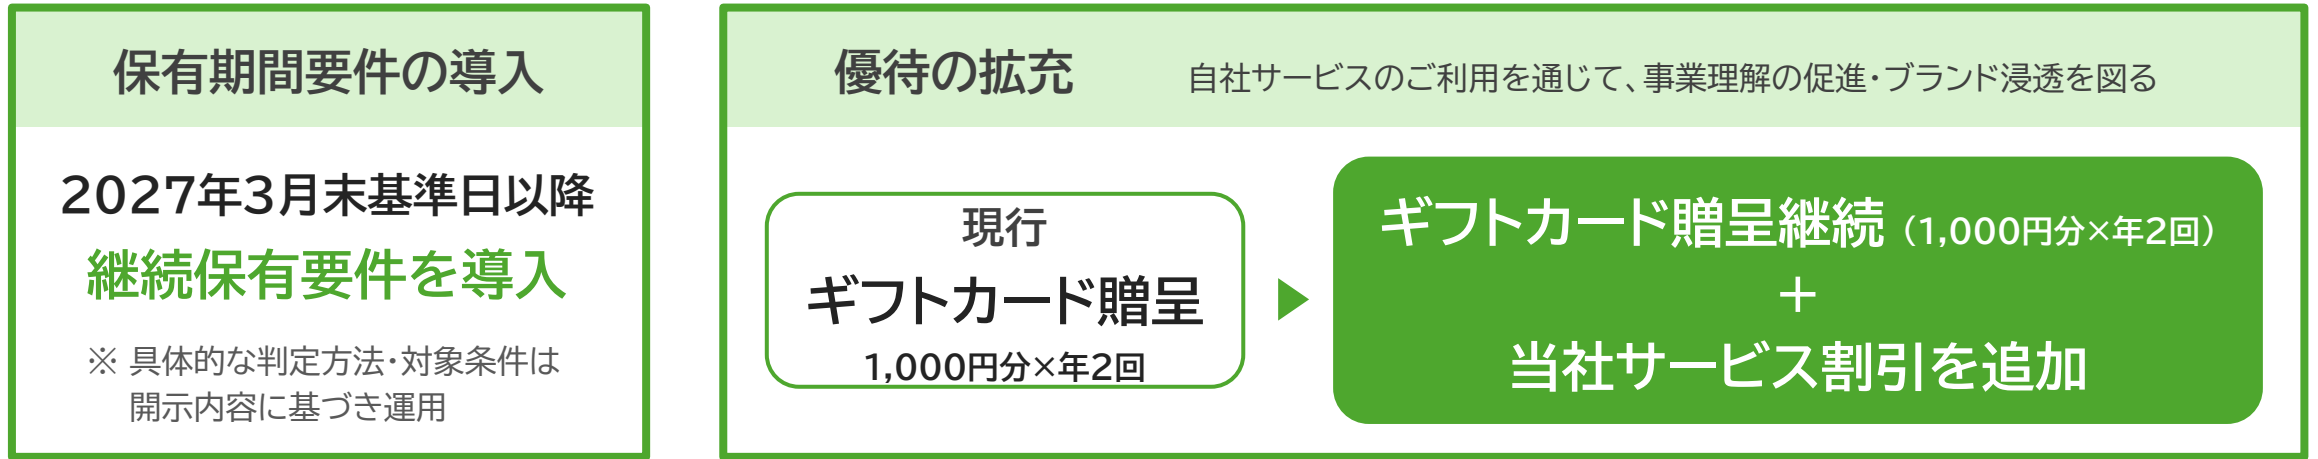 保有期間要件の導入
2027年3月末基準日以降
継続保有要件を導入
※ 具体的な判定方法・対象条件は
開示内容に基づき運用
優待の拡充 自社サービスのご利用を通じて、事業理解の促進・ブランド浸透を図る
現行
ギフトカード贈呈
1,000円分×年2回
ギフトカード贈呈継続（1,000円分×年2回）
＋
当社サービス割引を追加